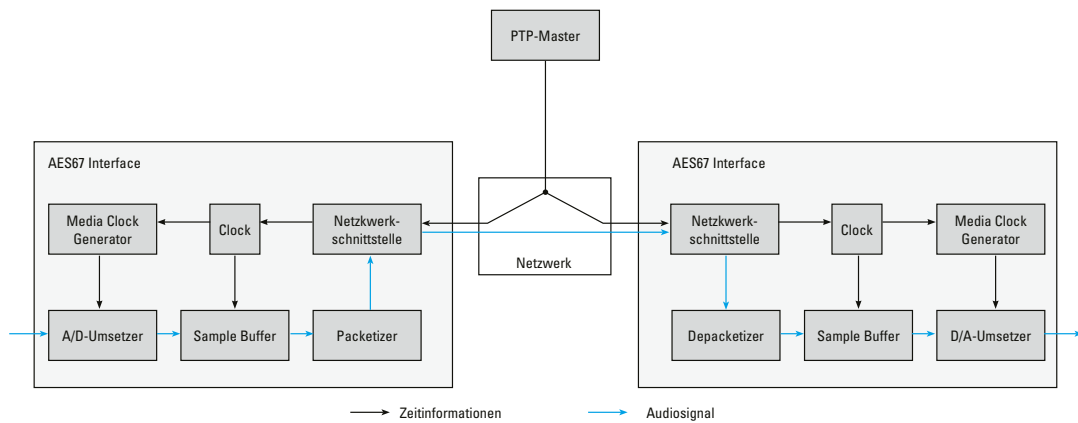 PTP-Master
AES67 Interface
Media Clock
Generator
Clock
Netzkwerk-
schnittstelle
A/D-Umsetzer
Sample Buffer
Packetizer
Netzwerk
AES67 Interface
Netzkwerk-
schnittstelle
Clock
Media Clock
Generator
Depacketizer
Sample Buffer
D/A-Umsetzer
Zeitinformationen
Audiosignal